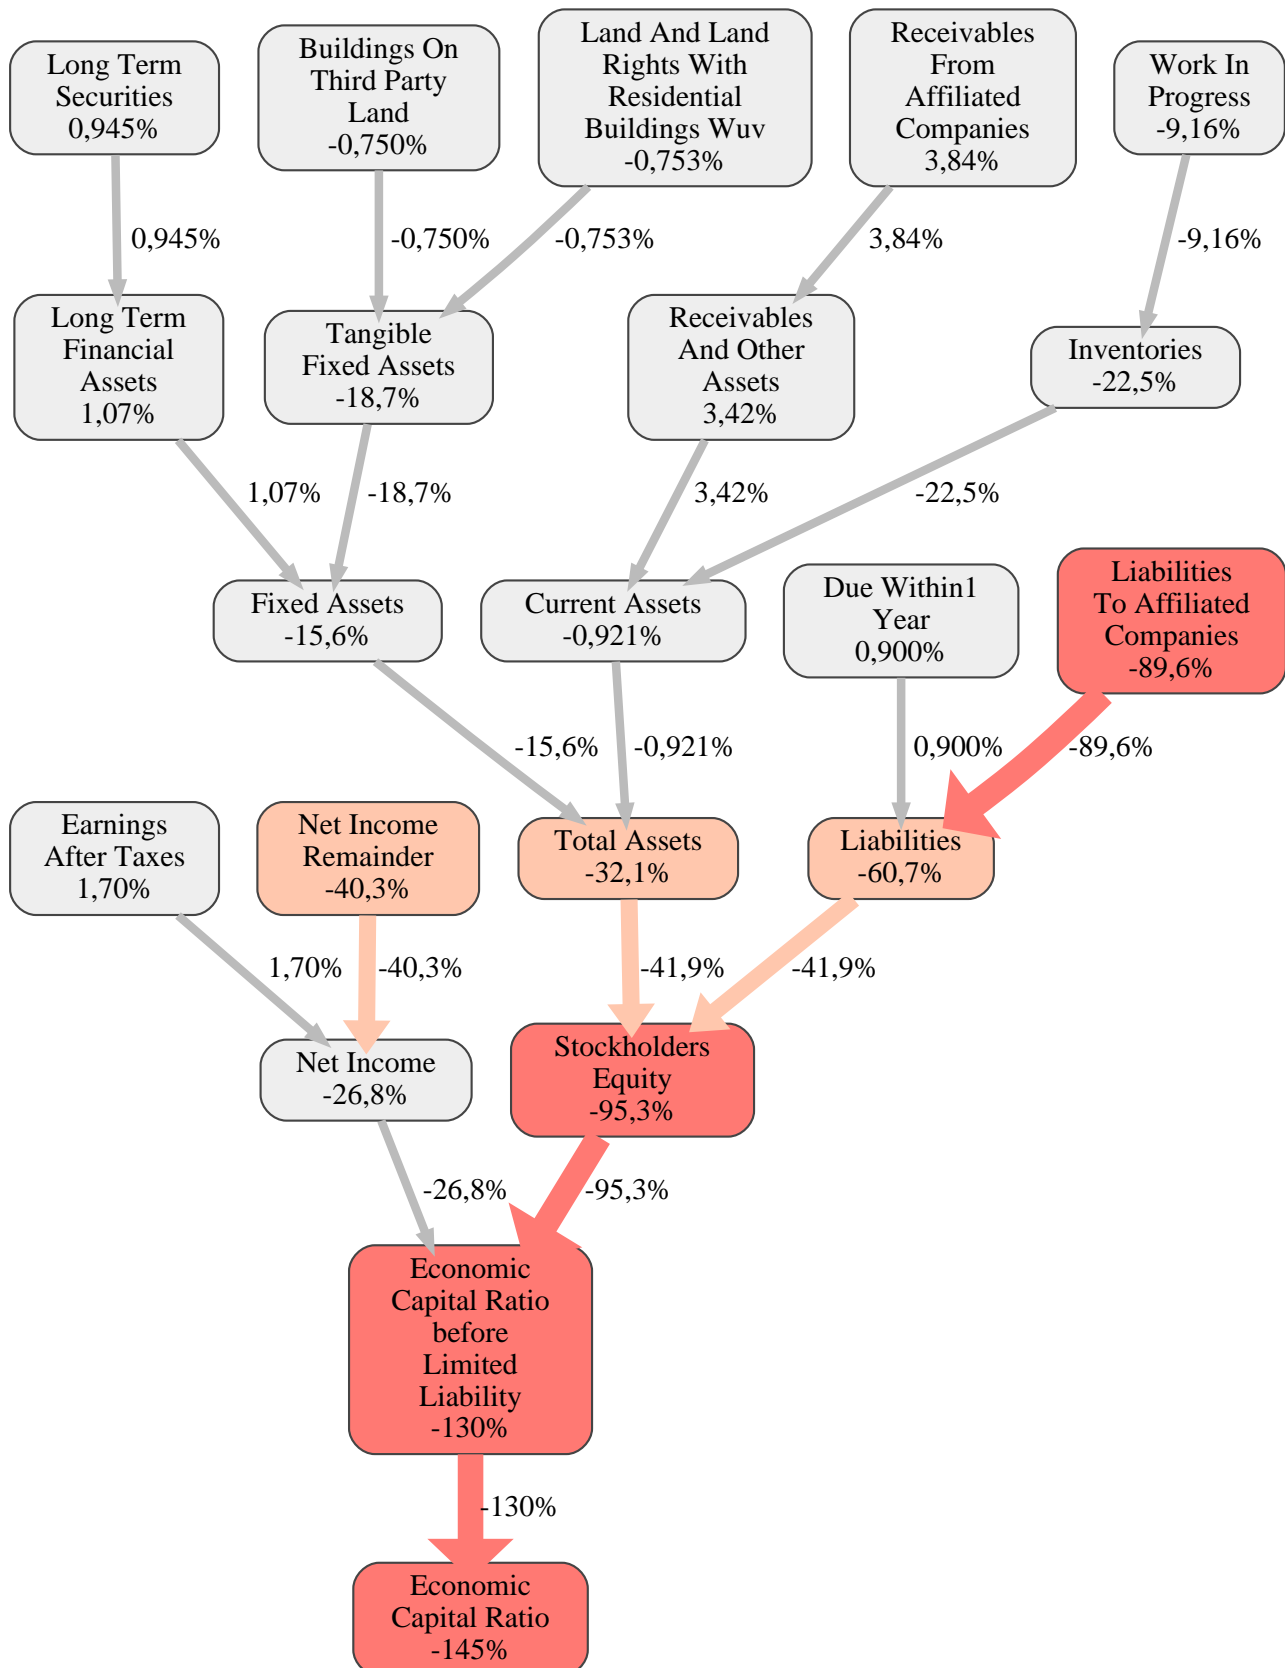 Long Term
Securities
0,945%
Buildings On
Third Party
Land
-0,750%
Land And Land
Rights With
Residential
Buildings Wuv
-0,753%
Receivables
From
Affiliated
Companies
3,84%
Work In
Progress
-9,16%
0,945%
-0,750%
-0,753%
3,84%
-9,16%
Long Term
Financial
Assets
1,07%
Tangible
Fixed Assets
-18,7%
Receivables
And Other
Assets
3,42%
Inventories
-22,5%
1,07%
-18,7%
3,42%
-22,5%
Fixed Assets
-15,6%
Current Assets
-0,921%
Due Within1
Year
0,900%
Liabilities
To Affiliated
Companies
-89,6%
-15,6%
-0,921%
0,900%
-89,6%
Earnings
After Taxes
1,70%
Net Income
Remainder
-40,3%
Total Assets
-32,1%
Liabilities
-60,7%
1,70%
-40,3%
-41,9%
-41,9%
Net Income
-26,8%
Stockholders
Equity
-95,3%
-26,8%
-95,3%
Economic
Capital Ratio
before
Limited
Liability
-130%
-130%
Economic
Capital Ratio
-145%